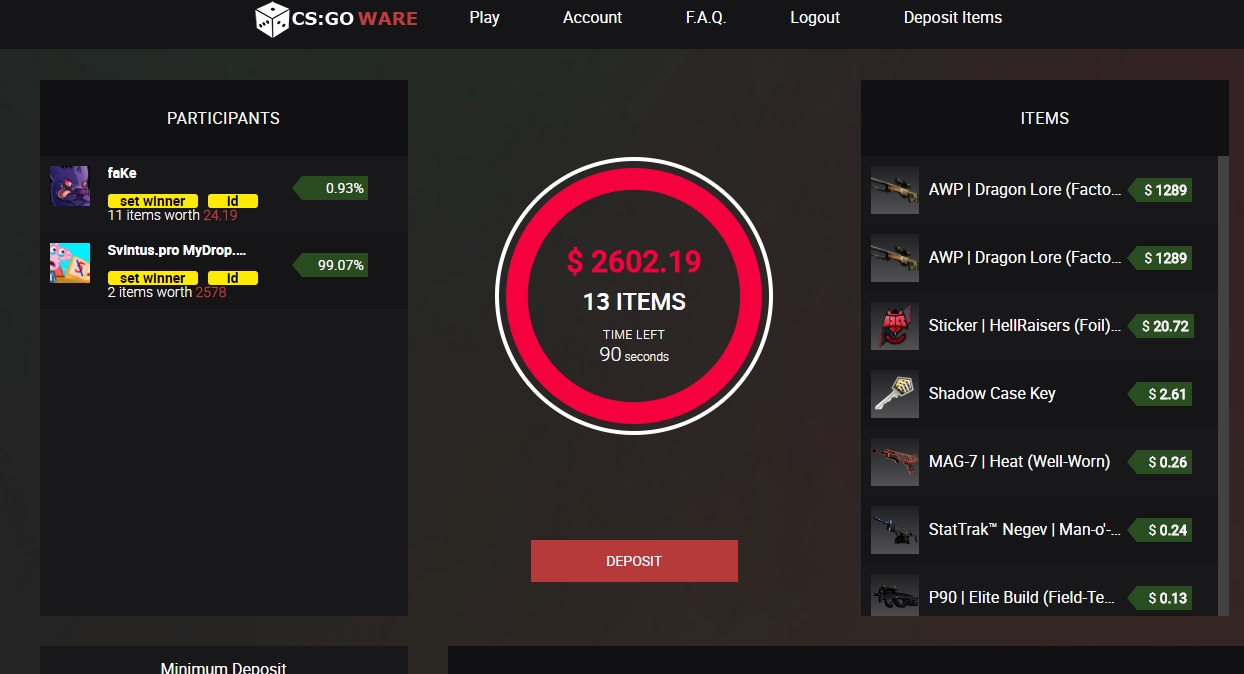 CS:GO WARE
Play
Account
F.A.Q.
Logout
Deposit Items
PARTICIPANTS
faKe
0.93%
set winner
id
11 items worth 24.19
Svintus.pro MyDrop....
99.07%
set winner
id
2 items worth 2578
$ 2602.19
13 ITEMS
TIME LEFT
90 seconds
DEPOSIT
ITEMS
AWP | Dragon Lore (Facto...
$ 1289
AWP | Dragon Lore (Facto...
$ 1289
Sticker | HellRaisers (Foil)...
$ 20.72
Shadow Case Key
$ 2.61
MAG-7 | Heat (Well-Worn)
$ 0.26
StatTrak™ Negev | Man-o'-...
$ 0.24
P90 | Elite Build (Field-Te...
$ 0.13
Minimum Deposit